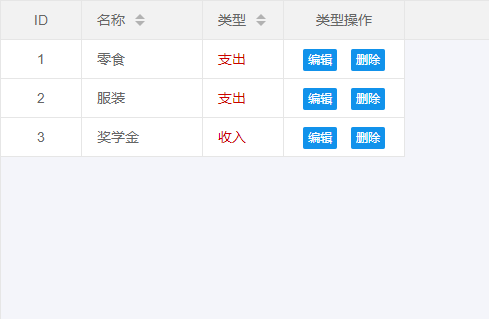 ID 名称 类型 类型操作
1 零食 支出 编辑 删除
2 服装 支出 编辑 删除
3 奖学金 收入 编辑 删除